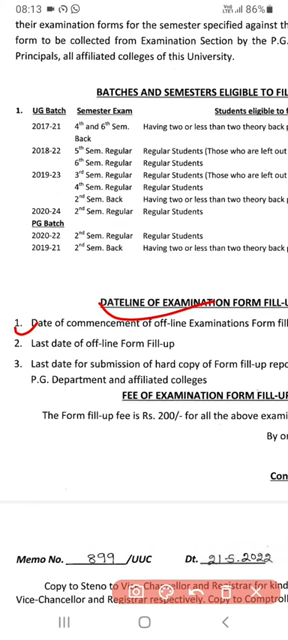 08:13 86%
their examination forms for the semester specified against th
form to be collected from Examination Section by the P.G.
Principals, all affiliated colleges of this University.
BATCHES AND SEMESTERS ELIGIBLE TO FIL
1. UG Batch Semester Exam Students eligible to f
2017-21 4th and 6th Sem. Having two or less than two theory back p
Back
2018-22 5th Sem. Regular Regular Students (Those who are left out
6th Sem. Regular Regular Students
2019-23 3rd Sem. Regular Regular Students (Those who are left out
4th Sem. Regular Regular Students
2nd Sem. Back Having two or less than two theory back p
2020-24 2nd Sem. Regular Regular Students
PG Batch
2020-22 2nd Sem. Regular Regular Students
2019-21 2nd Sem. Back Having two or less than two theory back p
DATELINE OF EXAMINATION FORM FILL-U
1. Date of commencement of off-line Examinations Form fill
2. Last date of off-line Form Fill-up
3. Last date for submission of hard copy of Form fill-up repo
P.G. Department and affiliated colleges
FEE OF EXAMINATION FORM FILL-UP
The Form fill-up fee is Rs. 200/- for all the above exami
By or
Con
Memo No. 899 /UUC Dt. 21-5-2022
Copy to Steno to Vice-Chancellor and Registrar for kind
Vice-Chancellor and Registrar respectively. Copy to Comptroll